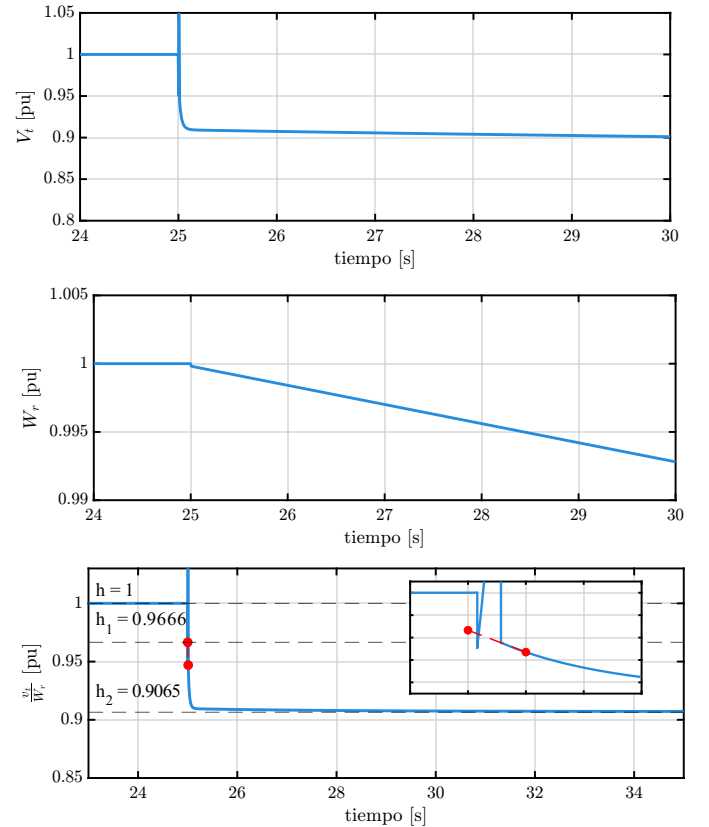 1.05
1
0.95
0.9
0.85
0.8
V_t [pu]
24 25 26 27 28 29 30
tiempo [s]
1.005
1
0.995
0.99
W_r [pu]
24 25 26 27 28 29 30
tiempo [s]
h = 1
h_1 = 0.9666
h_2 = 0.9065
1
0.95
0.9
0.85
v_t/W_r [pu]
24 26 28 30 32 34
tiempo [s]